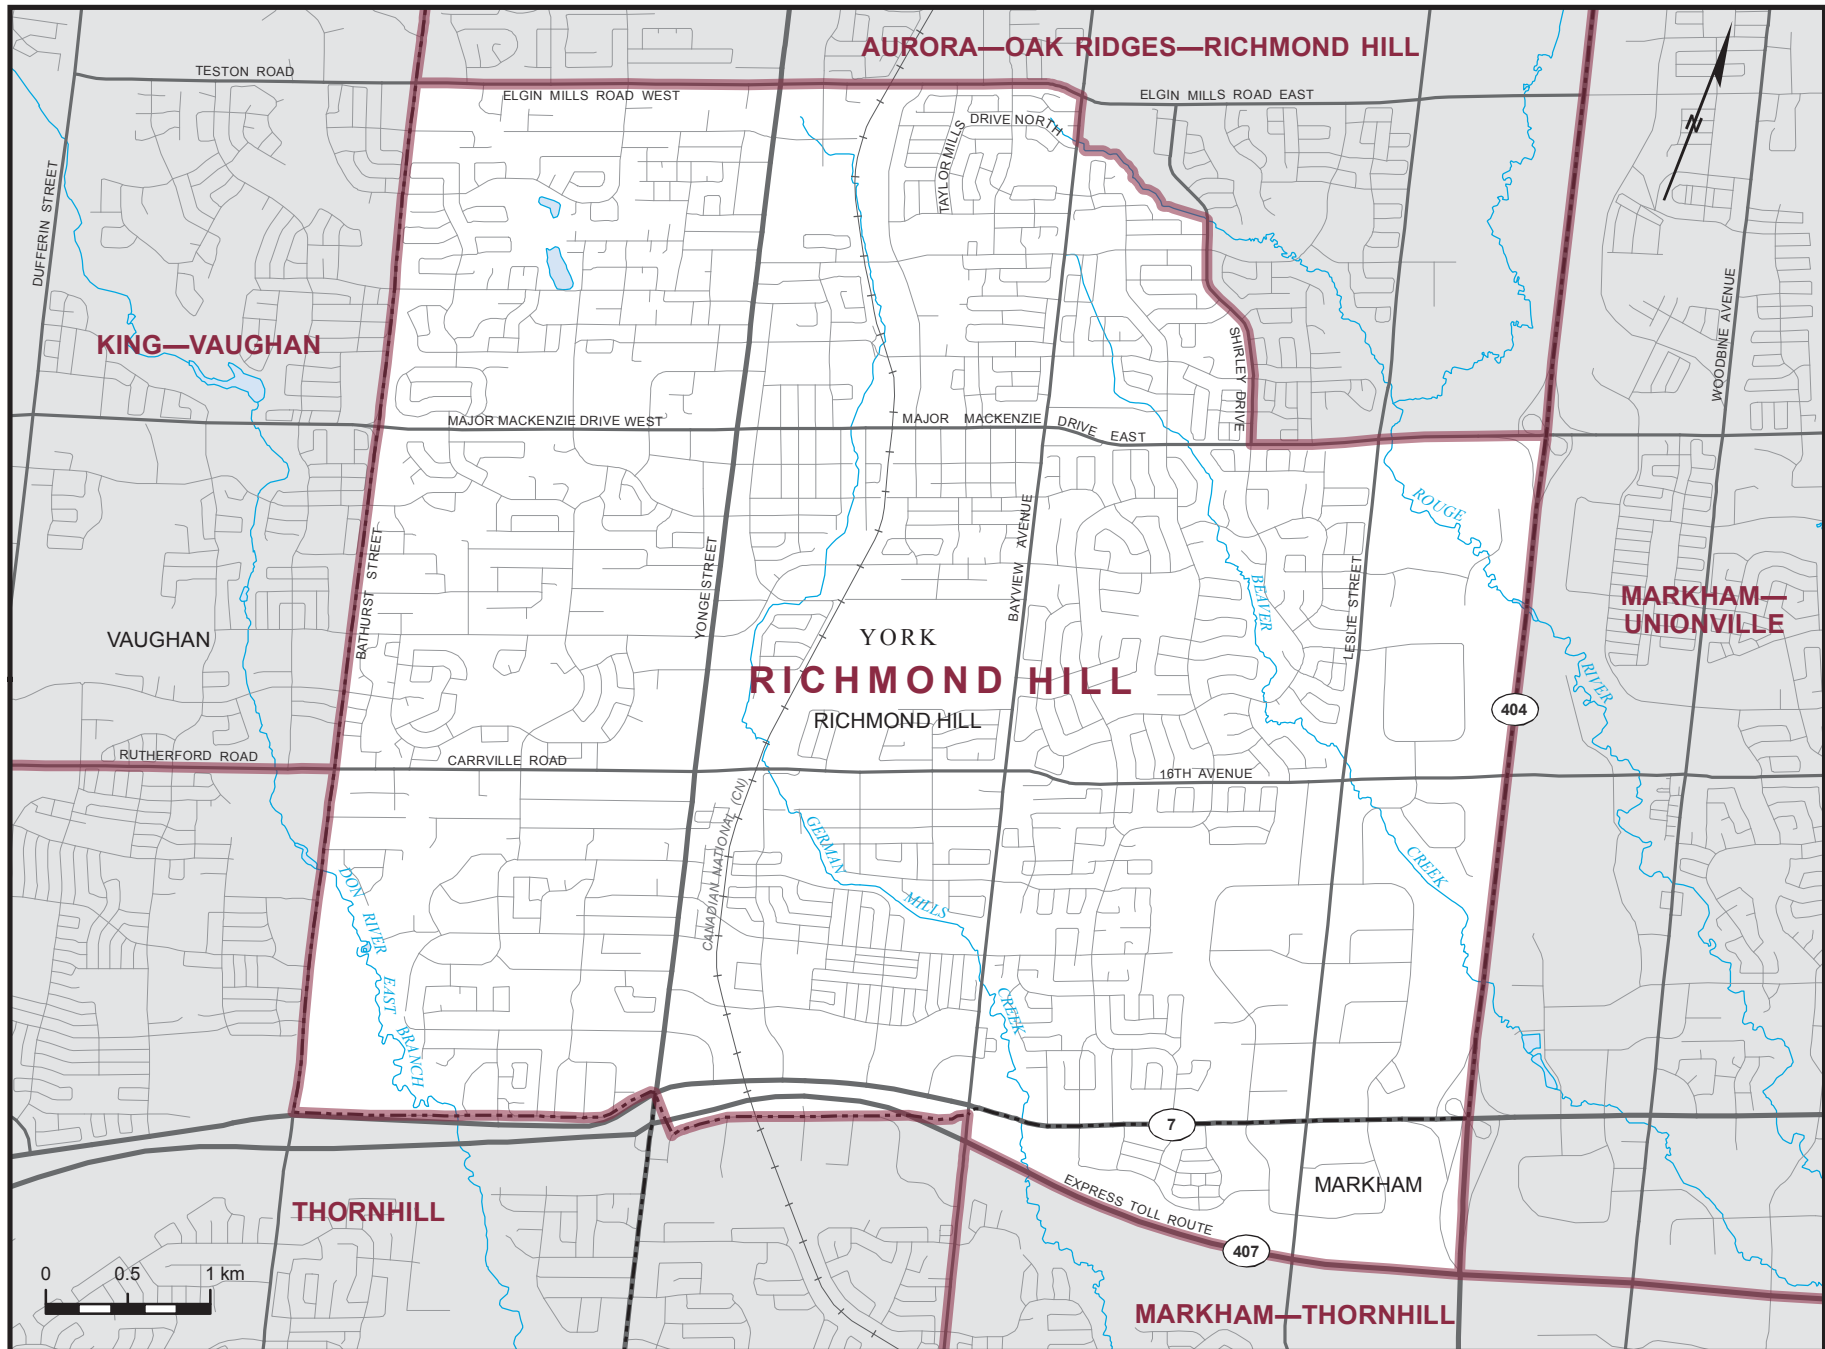 AURORA—OAK RIDGES—RICHMOND HILL
TESTON ROAD
ELGIN MILLS ROAD WEST
ELGIN MILLS ROAD EAST
TAYLOR MILLS DRIVE NORTH
N
DUFFERIN STREET
KING—VAUGHAN
SHIRLEY DRIVE
WOODBINE AVENUE
MAJOR MACKENZIE DRIVE WEST
MAJOR MACKENZIE DRIVE EAST
BATHURST STREET
YONGE STREET
BAYVIEW AVENUE
LESLIE STREET
ROUGE RIVER
BEAVER CREEK
MARKHAM—
UNIONVILLE
VAUGHAN
YORK
RICHMOND HILL
RICHMOND HILL
404
RUTHERFORD ROAD
CARRVILLE ROAD
16TH AVENUE
CANADIAN NATIONAL (CN)
GERMAN MILLS CREEK
DON RIVER EAST BRANCH
7
MARKHAM
EXPRESS TOLL ROUTE
407
THORNHILL
MARKHAM—THORNHILL
0 0.5 1 km